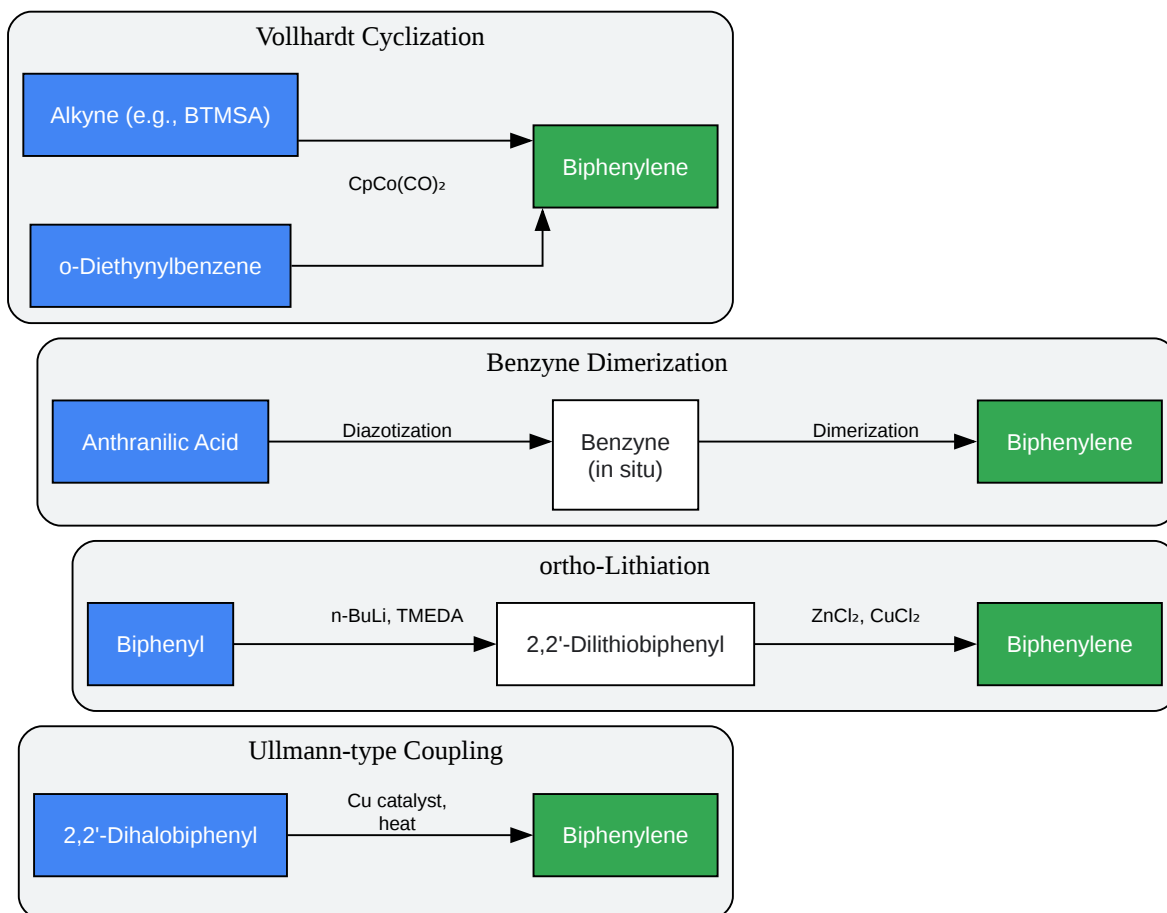 Vollhardt Cyclization
Alkyne (e.g., BTMSA)
Biphenylene
CpCo(CO)₂
o-Diethynylbenzene
Benzyne Dimerization
Anthranilic Acid
Diazotization
Benzyne
(in situ)
Dimerization
Biphenylene
ortho-Lithiation
Biphenyl
n-BuLi, TMEDA
2,2'-Dilithiobiphenyl
ZnCl₂, CuCl₂
Biphenylene
Ullmann-type Coupling
2,2'-Dihalobiphenyl
Cu catalyst,
heat
Biphenylene